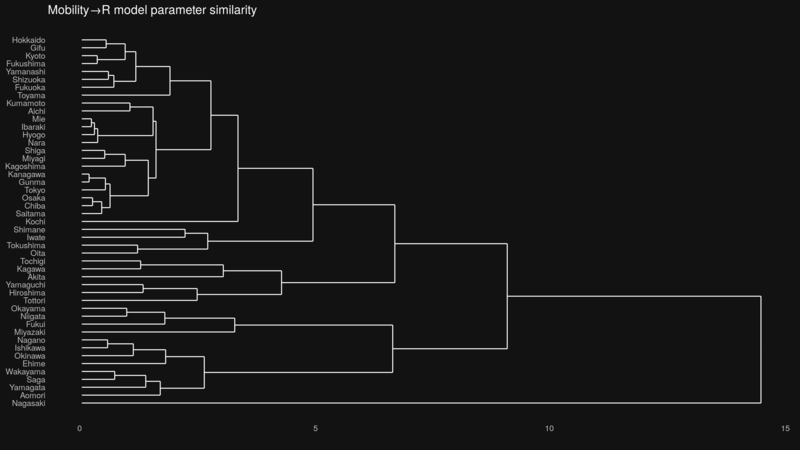 Mobility→R model parameter similarity
Hokkaido
Gifu
Kyoto
Fukushima
Yamanashi
Shizuoka
Fukuoka
Toyama
Kumamoto
Aichi
Mie
Ibaraki
Hyogo
Nara
Shiga
Miyagi
Kagoshima
Kanagawa
Gunma
Tokyo
Osaka
Chiba
Saitama
Kochi
Shimane
Iwate
Tokushima
Oita
Tochigi
Kagawa
Akita
Yamaguchi
Hiroshima
Tottori
Okayama
Niigata
Fukui
Miyazaki
Nagano
Ishikawa
Okinawa
Ehime
Wakayama
Saga
Yamagata
Aomori
Nagasaki
0 5 10 15